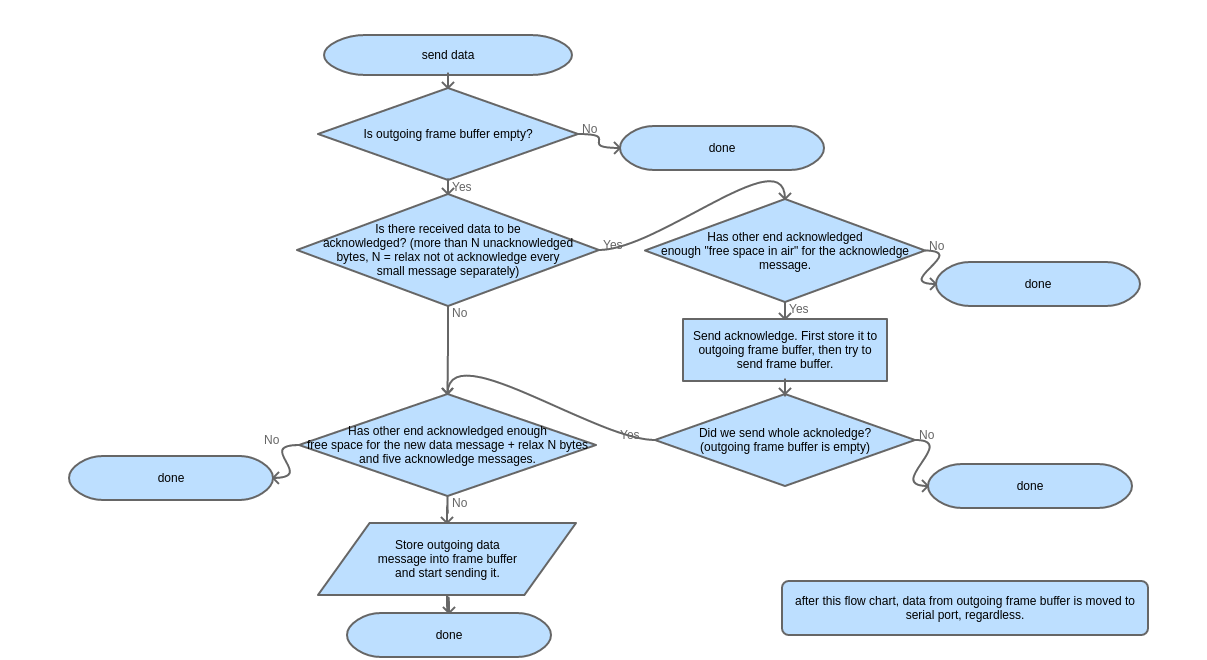 send data
Is outgoing frame buffer empty?
No
done
Yes
Is there received data to be
acknowledged? (more than N unacknowledged
bytes, N = relax not ot acknowledge every
small message separately)
Yes
Has other end acknowledged
enough "free space in air" for the acknowledge
message.
No
done
Yes
No
Send acknowledge. First store it to
outgoing frame buffer, then try to
send frame buffer.
Did we send whole acknoledge?
(outgoing frame buffer is empty)
Yes
No
done
Has other end acknowledged enough
free space for the new data message + relax N bytes
and five acknowledge messages.
No
done
No
Store outgoing data
message into frame buffer
and start sending it.
done
after this flow chart, data from outgoing frame buffer is moved to
serial port, regardless.